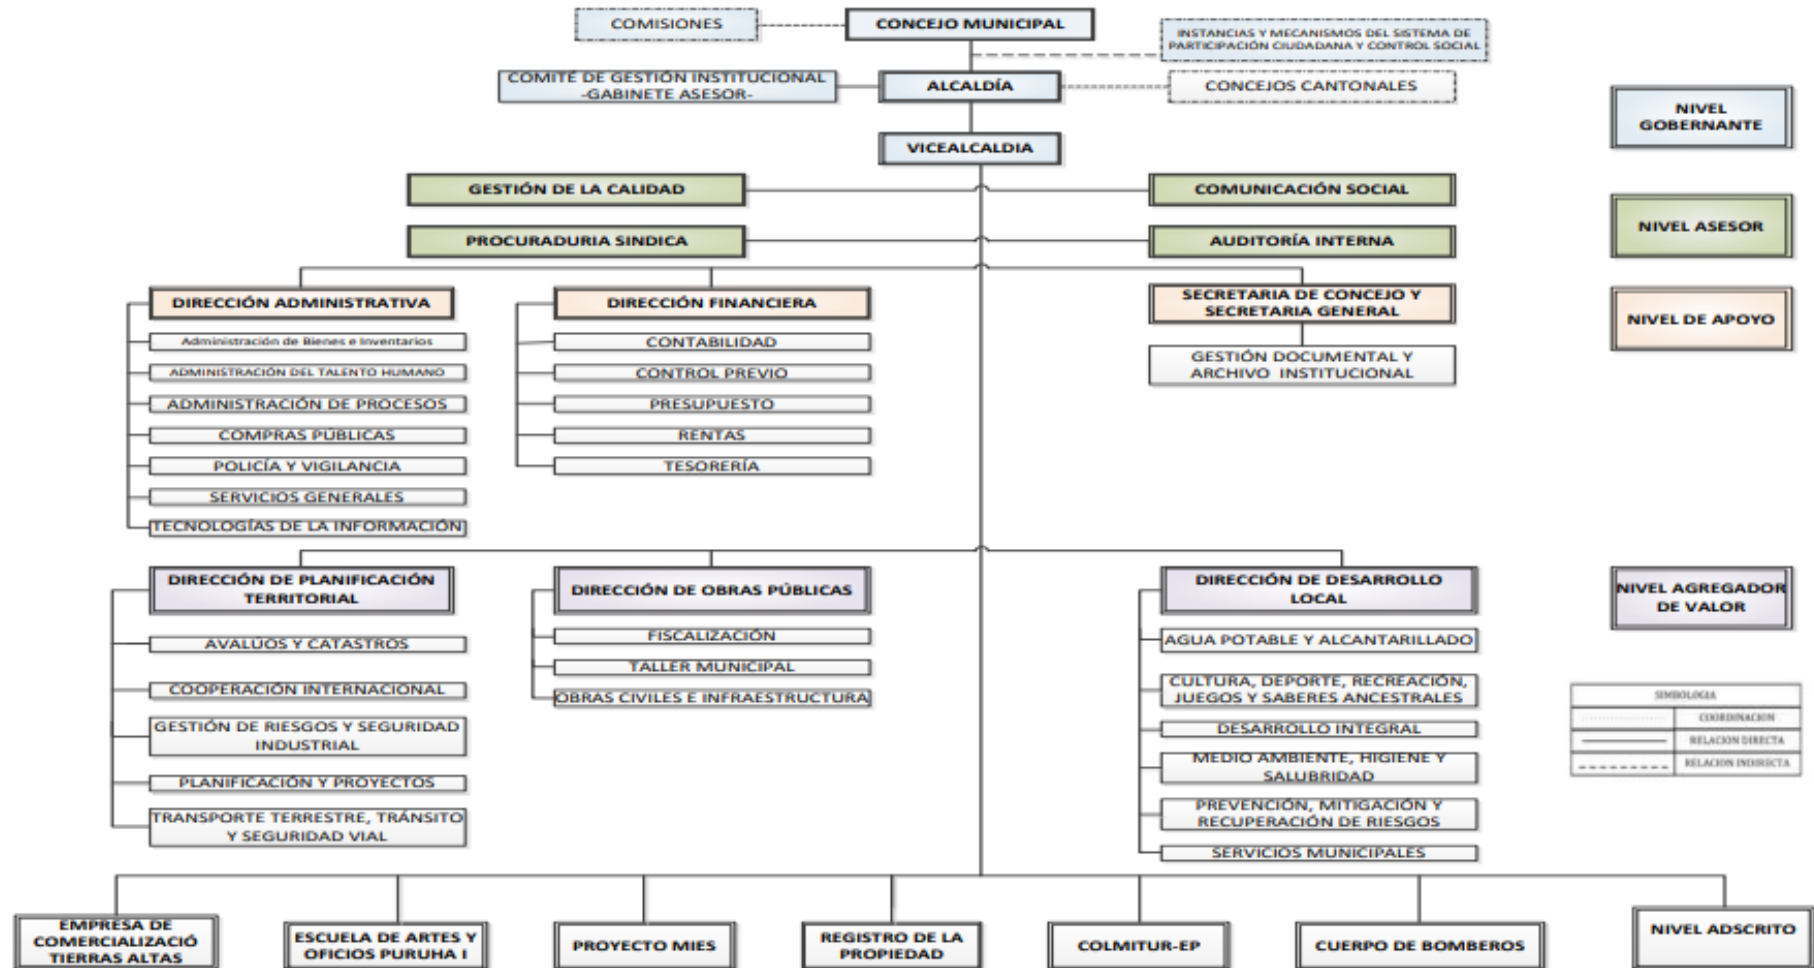 COMISIONES
CONCEJO MUNICIPAL
INSTANCIAS Y MECANISMOS DEL SISTEMA DE
PARTICIPACIÓN CIUDADANA Y CONTROL SOCIAL
COMITÉ DE GESTIÓN INSTITUCIONAL
-GABINETE ASESOR-
ALCALDÍA
CONCEJOS CANTONALES
NIVEL
GOBERNANTE
VICEALCALDIA
GESTIÓN DE LA CALIDAD
COMUNICACIÓN SOCIAL
NIVEL ASESOR
PROCURADURIA SINDICA
AUDITORÍA INTERNA
DIRECCIÓN ADMINISTRATIVA
Administración de Bienes e Inventarios
ADMINISTRACIÓN DEL TALENTO HUMANO
ADMINISTRACIÓN DE PROCESOS
COMPRAS PÚBLICAS
POLICÍA Y VIGILANCIA
SERVICIOS GENERALES
TECNOLOGÍAS DE LA INFORMACIÓN
DIRECCIÓN FINANCIERA
CONTABILIDAD
CONTROL PREVIO
PRESUPUESTO
RENTAS
TESORERÍA
SECRETARIA DE CONCEJO Y
SECRETARIA GENERAL
GESTIÓN DOCUMENTAL Y
ARCHIVO INSTITUCIONAL
NIVEL DE APOYO
DIRECCIÓN DE PLANIFICACIÓN
TERRITORIAL
AVALUOS Y CATASTROS
COOPERACIÓN INTERNACIONAL
GESTIÓN DE RIESGOS Y SEGURIDAD
INDUSTRIAL
PLANIFICACIÓN Y PROYECTOS
TRANSPORTE TERRESTRE, TRÁNSITO
Y SEGURIDAD VIAL
DIRECCIÓN DE OBRAS PÚBLICAS
FISCALIZACIÓN
TALLER MUNICIPAL
OBRAS CIVILES E INFRAESTRUCTURA
DIRECCIÓN DE DESARROLLO
LOCAL
AGUA POTABLE Y ALCANTARILLADO
CULTURA, DEPORTE, RECREACIÓN,
JUEGOS Y SABERES ANCESTRALES
DESARROLLO INTEGRAL
MEDIO AMBIENTE, HIGIENE Y
SALUBRIDAD
PREVENCIÓN, MITIGACIÓN Y
RECUPERACIÓN DE RIESGOS
SERVICIOS MUNICIPALES
NIVEL AGREGADOR
DE VALOR
SIMBOLOGIA
COORDINACION
RELACION DIRECTA
RELACION INDIRECTA
EMPRESA DE
COMERCIALIZACIÓ
TIERRAS ALTAS
ESCUELA DE ARTES Y
OFICIOS PURUHA I
PROYECTO MIES
REGISTRO DE LA
PROPIEDAD
COLMITUR-EP
CUERPO DE BOMBEROS
NIVEL ADSCRITO